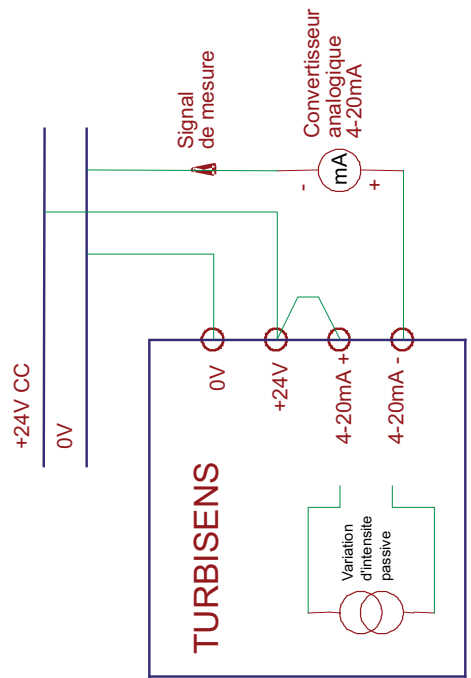 +24V CC
0V
Signal
de mesure
Convertisseur
analogique
4-20mA
-
mA
+
TURBISENS
0V
+24V
4-20mA +
4-20mA -
Variation
d'intensite
passive